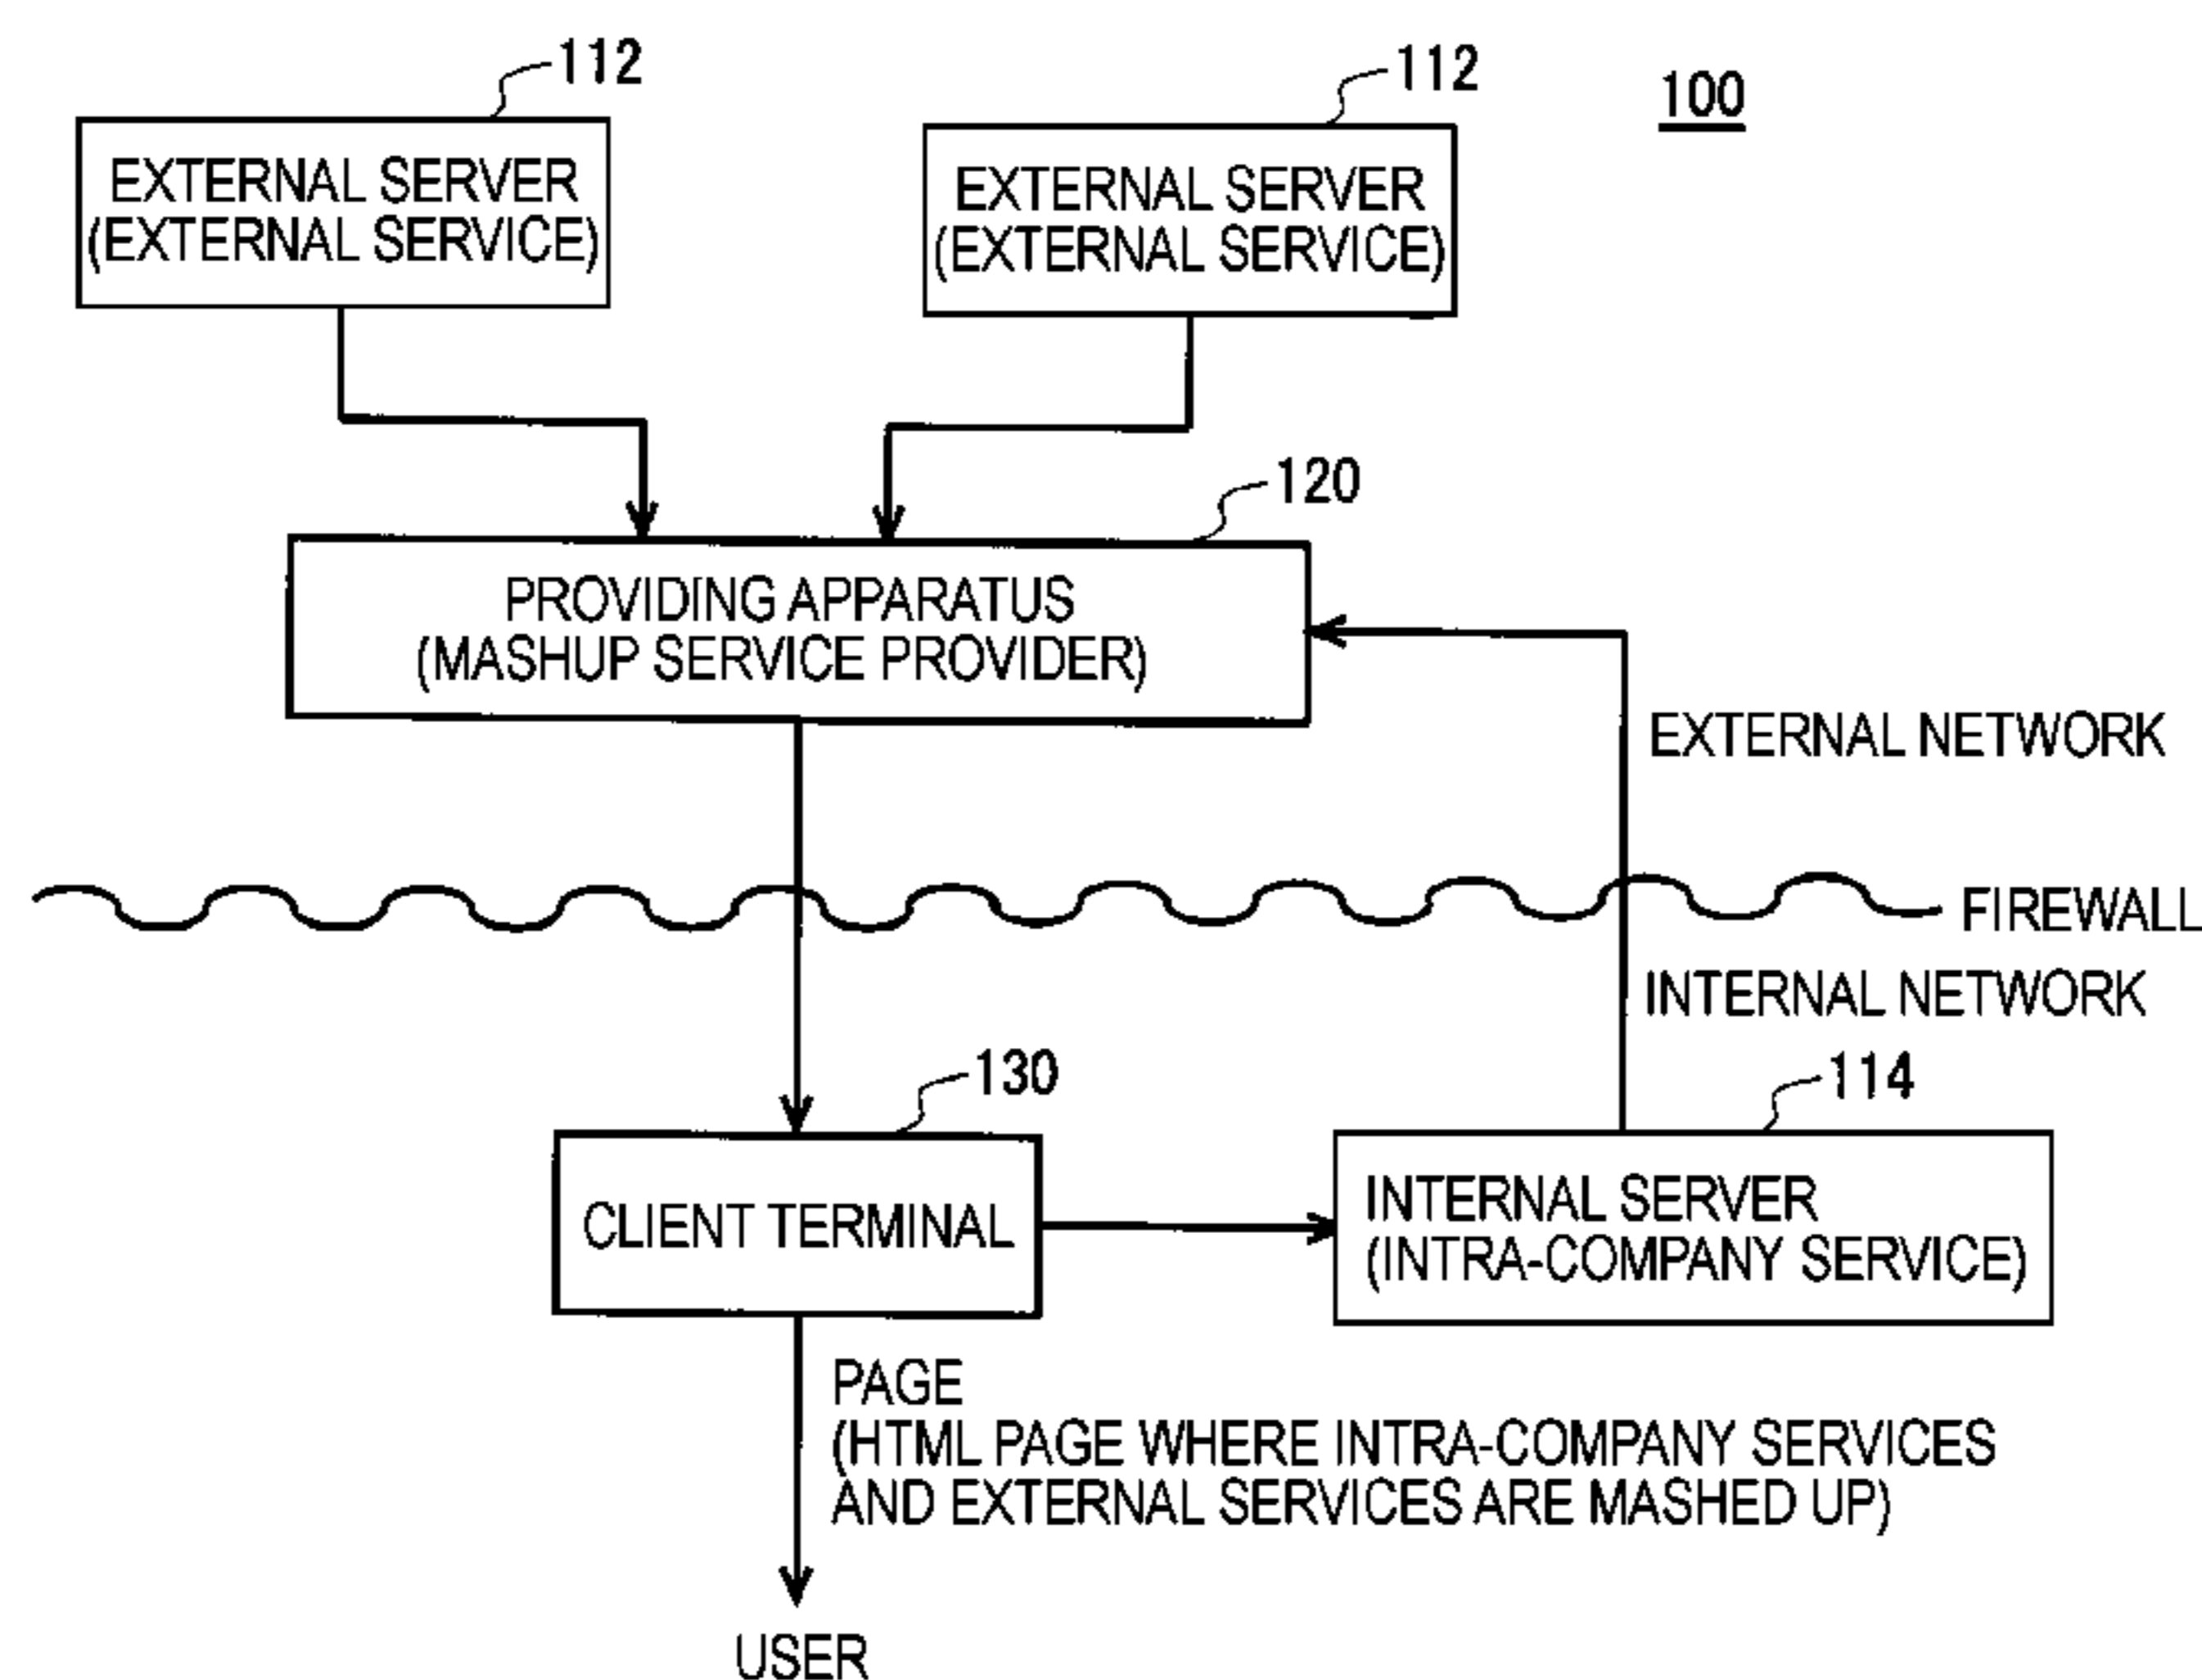 112
112
100
EXTERNAL SERVER
(EXTERNAL SERVICE)
EXTERNAL SERVER
(EXTERNAL SERVICE)
120
PROVIDING APPARATUS
(MASHUP SERVICE PROVIDER)
EXTERNAL NETWORK
FIREWALL
INTERNAL NETWORK
130
114
CLIENT TERMINAL
INTERNAL SERVER
(INTRA-COMPANY SERVICE)
PAGE
(HTML PAGE WHERE INTRA-COMPANY SERVICES
AND EXTERNAL SERVICES ARE MASHED UP)
USER